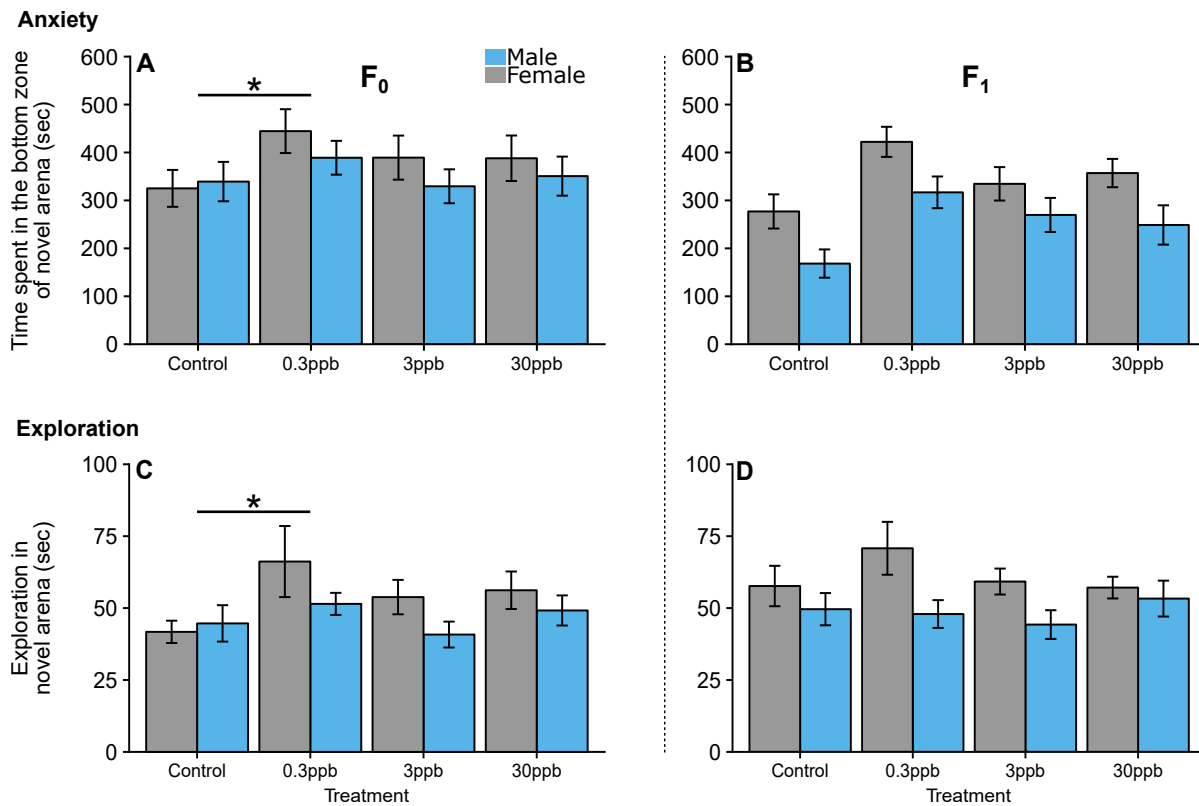 Anxiety
A
*
F₀
Male
Female
B
F₁
Time spent in the bottom zone
of novel arena (sec)
600
500
400
300
200
100
0
Control
0.3ppb
3ppb
30ppb
600
500
400
300
200
100
0
Control
0.3ppb
3ppb
30ppb
Exploration
C
*
D
Exploration in
novel arena (sec)
100
75
50
25
0
Control
0.3ppb
3ppb
30ppb
Treatment
100
75
50
25
0
Control
0.3ppb
3ppb
30ppb
Treatment